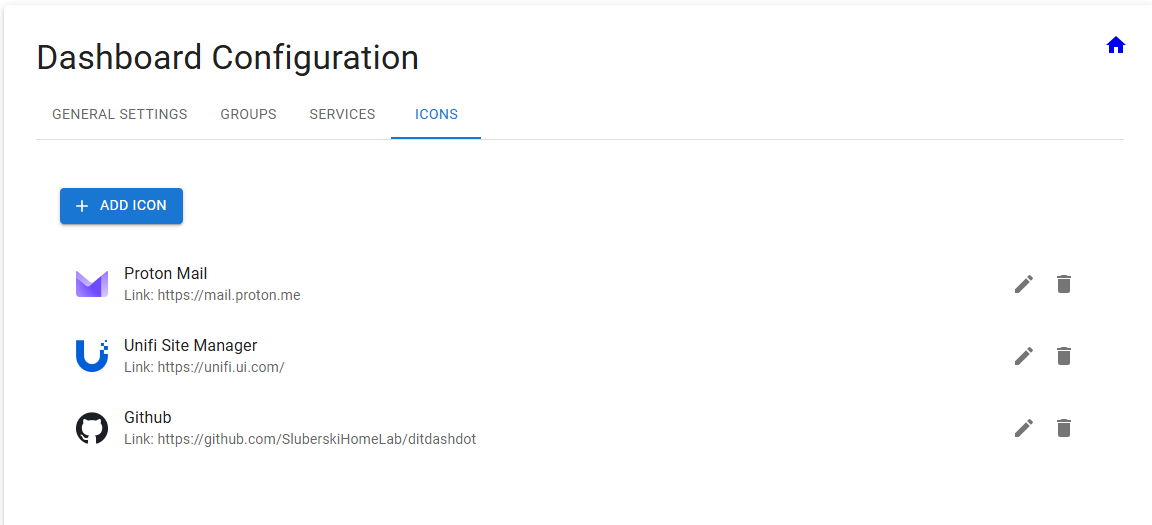 Dashboard Configuration
GENERAL SETTINGS GROUPS SERVICES ICONS
ADD ICON
Proton Mail
Link: https://mail.proton.me
Unifi Site Manager
Link: https://unifi.ui.com/
Github
Link: https://github.com/SluberskiHomeLab/ditdashdot